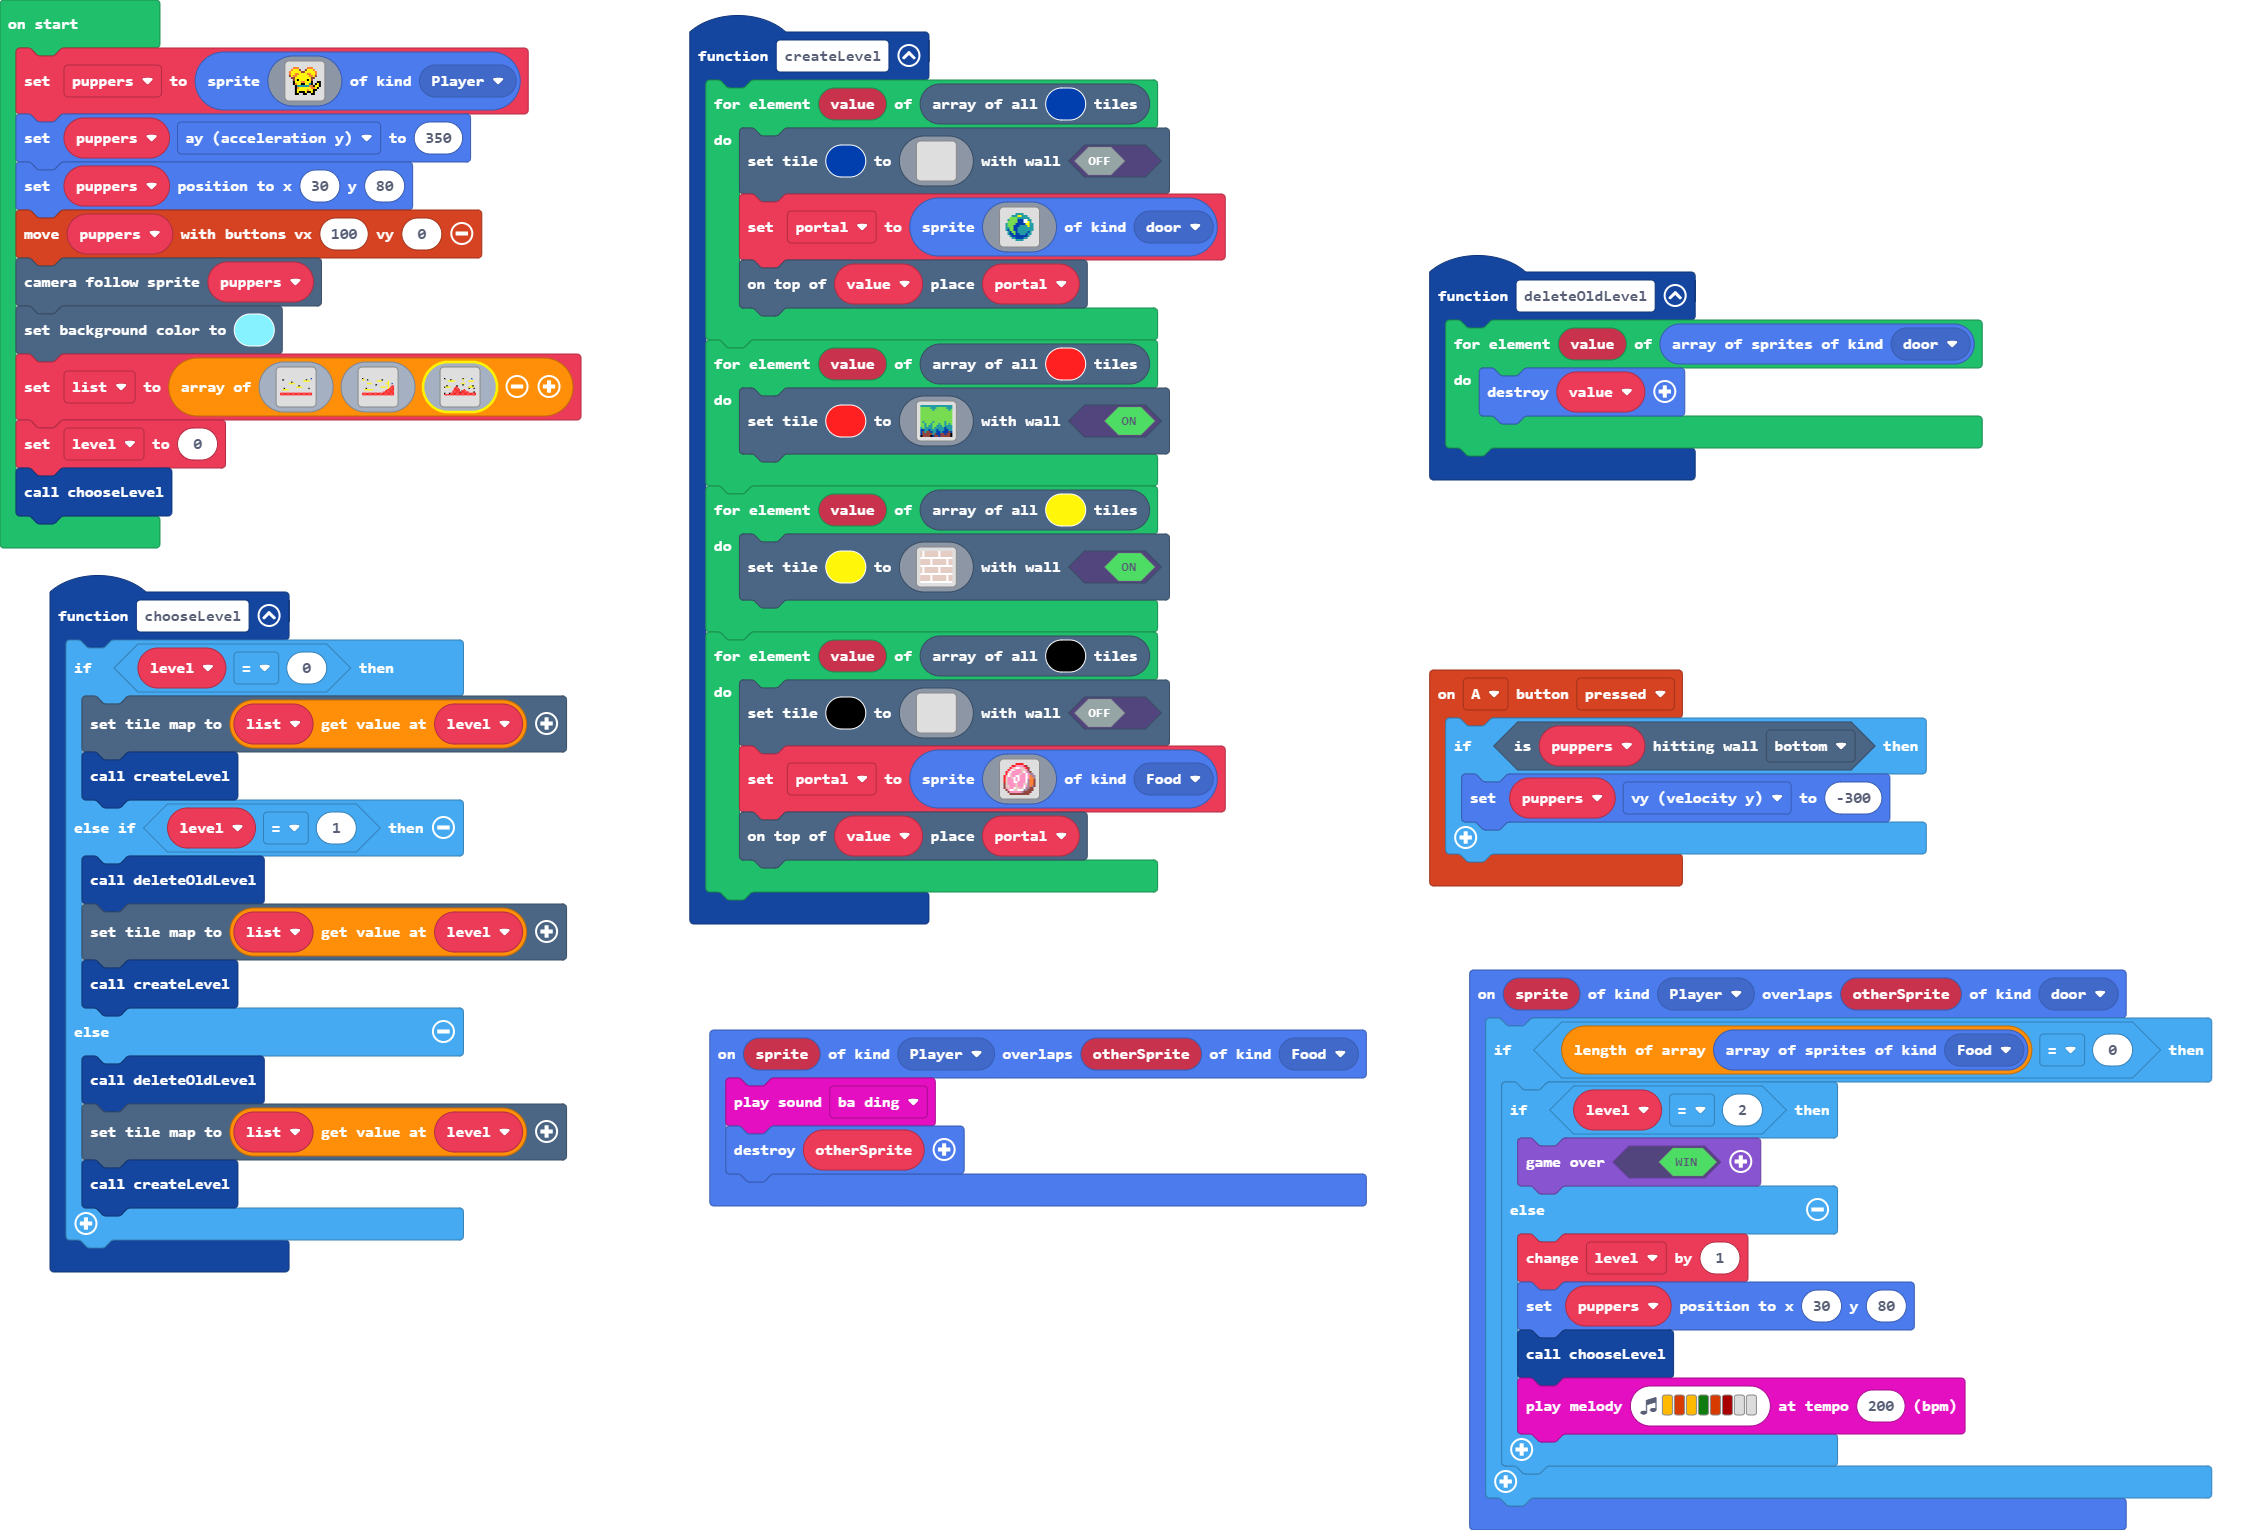 on start
set puppers to sprite of kind Player
set puppers ay (acceleration y) to 350
set puppers position to x 30 y 80
move puppers with buttons vx 100 vy 0
camera follow sprite puppers
set background color to
set list to array of
set level to 0
call chooseLevel
function chooseLevel
if level = 0 then
set tile map to list get value at level
call createLevel
else if level = 1 then
call deleteOldLevel
set tile map to list get value at level
call createLevel
else
call deleteOldLevel
set tile map to list get value at level
call createLevel
function createLevel
for element value of array of all tiles
do
set tile to with wall OFF
set portal to sprite of kind door
on top of value place portal
for element value of array of all tiles
do
set tile to with wall ON
for element value of array of all tiles
do
set tile to with wall ON
for element value of array of all tiles
do
set tile to with wall OFF
set portal to sprite of kind Food
on top of value place portal
on sprite of kind Player overlaps otherSprite of kind Food
play sound ba ding
destroy otherSprite
function deleteOldLevel
for element value of array of sprites of kind door
do
destroy value
on A button pressed
if is puppers hitting wall bottom then
set puppers vy (velocity y) to -300
on sprite of kind Player overlaps otherSprite of kind door
if length of array array of sprites of kind Food = 0 then
if level = 2 then
game over WIN
else
change level by 1
set puppers position to x 30 y 80
call chooseLevel
play melody at tempo 200 (bpm)